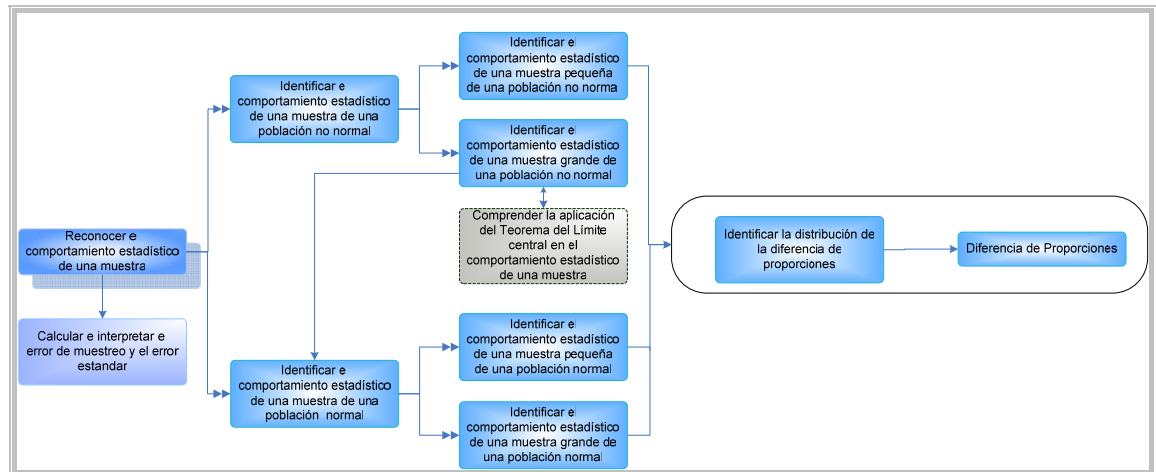 Identificar el
comportamiento estadístico
de una muestra pequeña
de una población no norma
Identificar e
comportamiento estadístico
de una muestra de una
población no normal
Identificar el
comportamiento estadístico
de una muestra grande de
una población no normal
Comprender la aplicación
del Teorema del Límite
central en el
comportamiento estadístico
de una muestra
Reconocer e
comportamiento estadístico
de una muestra
Calcular e interpretar e
error de muestreo y el error
estandar
Identificar e
comportamiento estadístico
de una muestra de una
población normal
Identificar el
comportamiento estadístico
de una muestra pequeña
de una población normal
Identificar el
comportamiento estadístico
de una muestra grande de
una población normal
Identificar la distribución de
la diferencia de
proporciones
Diferencia de Proporciones